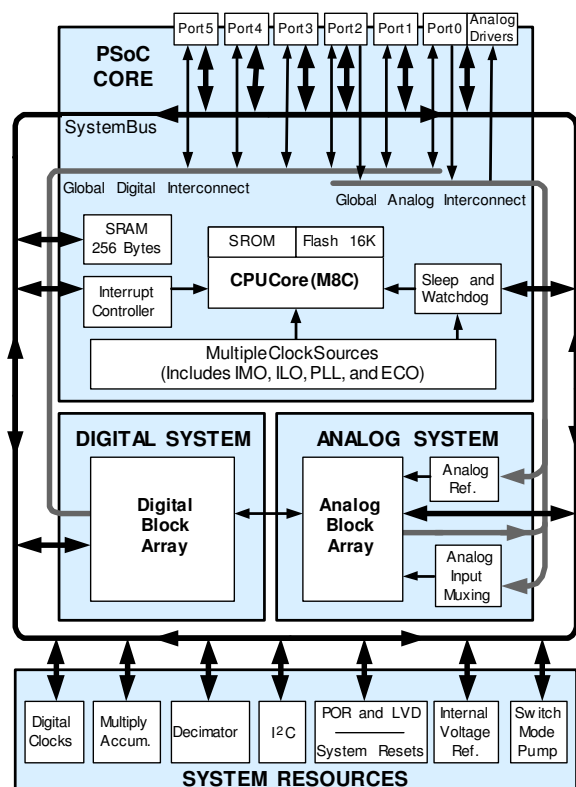 Port5 Port4 Port3 Port2 Port1 Port0 Analog Drivers
PSoC
CORE
SystemBus
Global Digital Interconnect
Global Analog Interconnect
SRAM
256 Bytes
SROM Flash 16K
CPUCore(M8C)
Interrupt
Controller
Sleep and
Watchdog
MultipleClockSources
(Includes IMO, ILO, PLL, and ECO)
DIGITAL SYSTEM
Digital
Block
Array
ANALOG SYSTEM
Analog
Block
Array
Analog
Ref.
Analog
Input
Muxing
Digital
Clocks
Multiply
Accum.
Decimator
I²C
POR and LVD
System Resets
Internal
Voltage
Ref.
Switch
Mode
Pump
SYSTEM RESOURCES